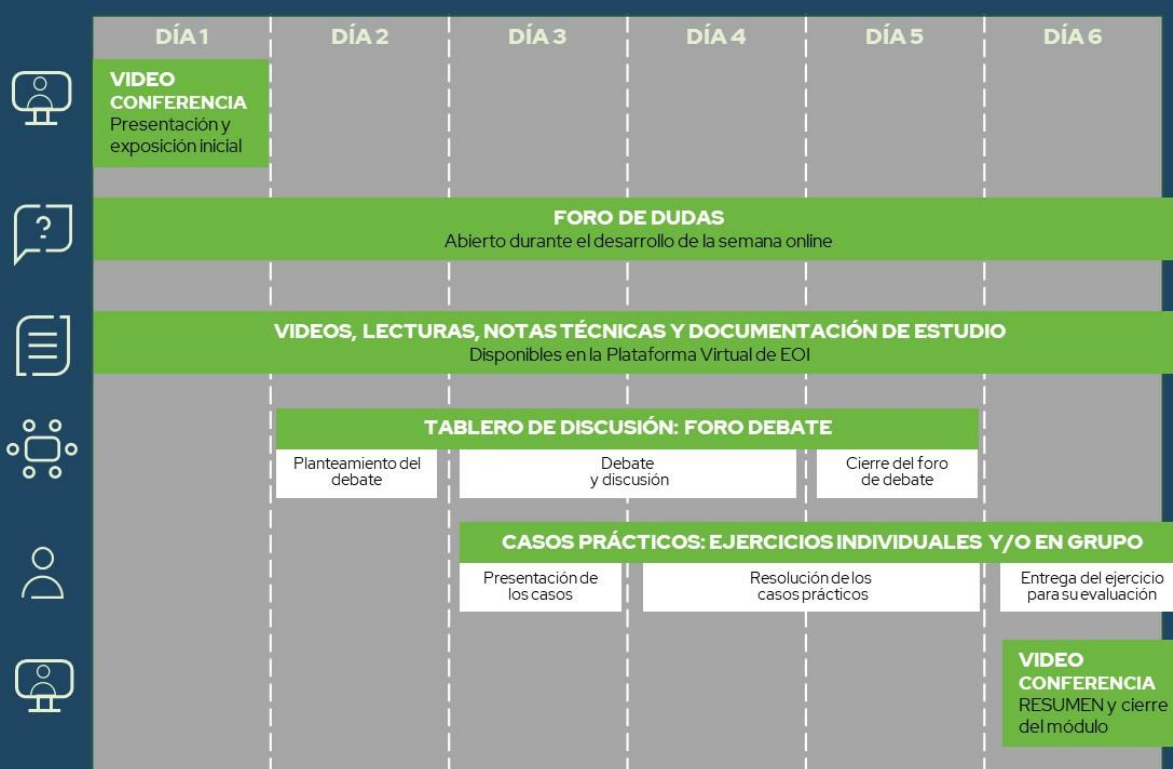 DÍA 1
DÍA 2
DÍA 3
DÍA 4
DÍA 5
DÍA 6
VIDEO
CONFERENCIA
Presentación y
exposición inicial
?
FORO DE DUDAS
Abierto durante el desarrollo de la semana online
VIDEOS, LECTURAS, NOTAS TÉCNICAS Y DOCUMENTACIÓN DE ESTUDIO
Disponibles en la Plataforma Virtual de EOI
TABLERO DE DISCUSIÓN: FORO DEBATE
Planteamiento del
debate
Debate
y discusión
Cierre del foro
de debate
CASOS PRÁCTICOS: EJERCICIOS INDIVIDUALES Y/O EN GRUPO
Presentación de
los casos
Resolución de los
casos prácticos
Entrega del ejercicio
para su evaluación
VIDEO
CONFERENCIA
RESUMEN y cierre
del módulo